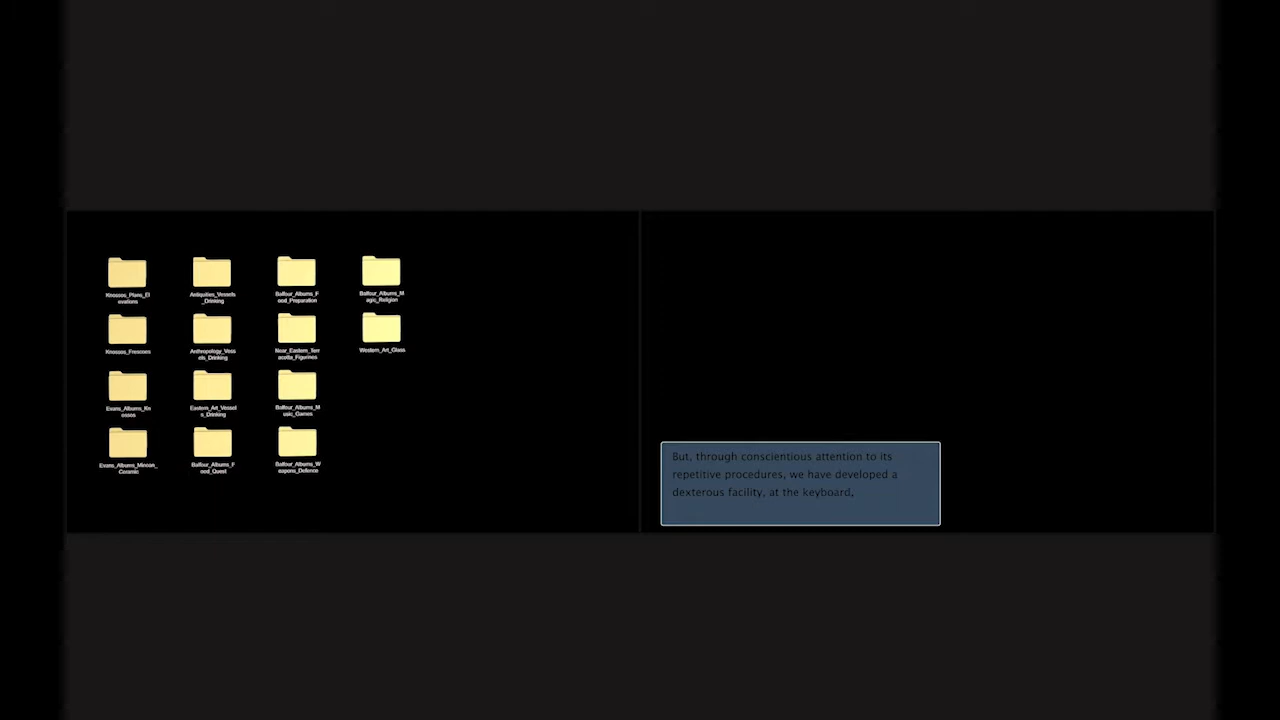 Knossos_Plans_El
evations
Antiquities_Vessels
_Drinking
Balfour_Albums_F
ood_Preparation
Balfour_Albums_M
agic_Religion
Knossos_Frescoes
Anthropology_Vess
els_Drinking
Near_Eastern_Terr
acotta_Figurines
Western_Art_Glass
Evans_Albums_Kn
ossos
Eastern_Art_Vessel
s_Drinking
Balfour_Albums_M
usic_Games
Evans_Albums_Minoan_
Ceramic
Balfour_Albums_F
ood_Quest
Balfour_Albums_W
eapons_Defence
But, through conscientious attention to its
repetitive procedures, we have developed a
dexterous facility, at the keyboard,